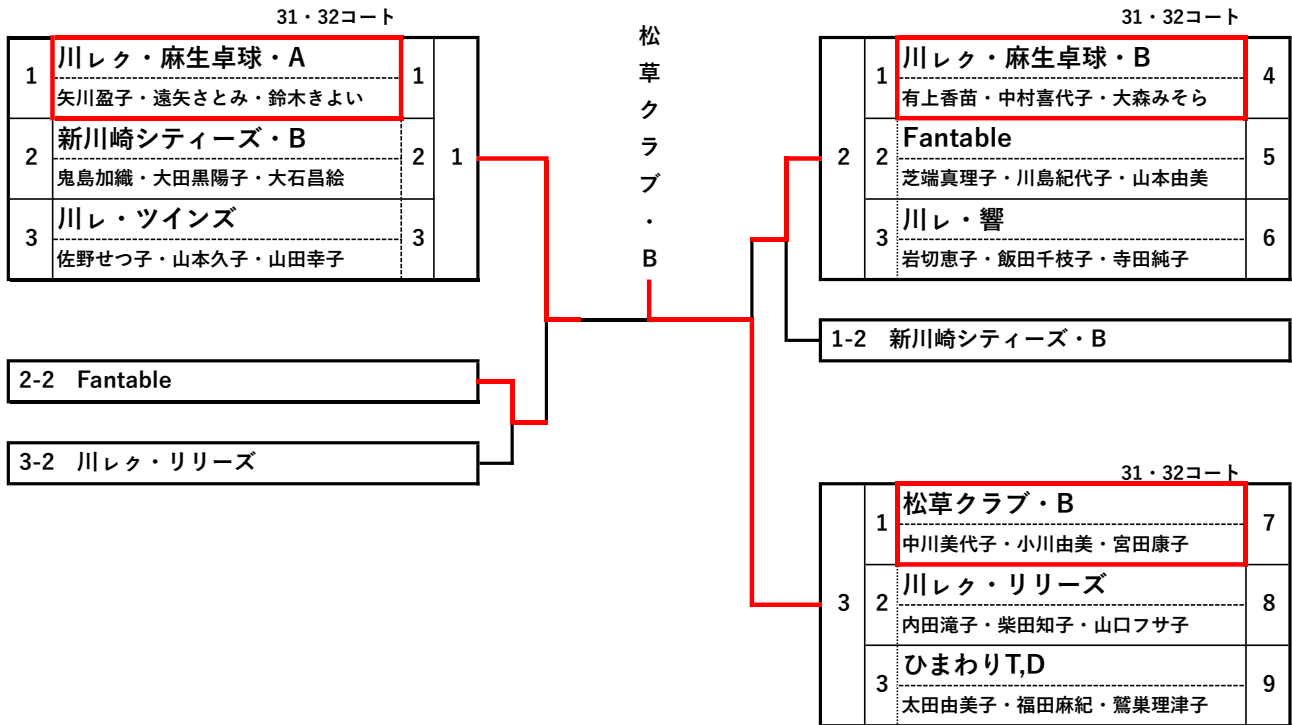 31・32コート
1
川レク・麻生卓球・A
矢川盈子・遠矢さとみ・鈴木きよい
1
2
新川崎シティーズ・B
鬼島加織・大田黒陽子・大石昌絵
2
3
川レ・ツインズ
佐野せつ子・山本久子・山田幸子
3
1
2-2 Fantable
3-2 川レク・リリーズ
松草クラブ・B
31・32コート
2
1
川レク・麻生卓球・B
有上香苗・中村喜代子・大森みそら
4
2
Fantable
芝端真理子・川島紀代子・山本由美
5
3
川レ・響
岩切恵子・飯田千枝子・寺田純子
6
1-2 新川崎シティーズ・B
31・32コート
3
1
松草クラブ・B
中川美代子・小川由美・宮田康子
7
2
川レク・リリーズ
内田滝子・柴田知子・山口フサ子
8
3
ひまわりT,D
太田由美子・福田麻紀・鷲巣理津子
9